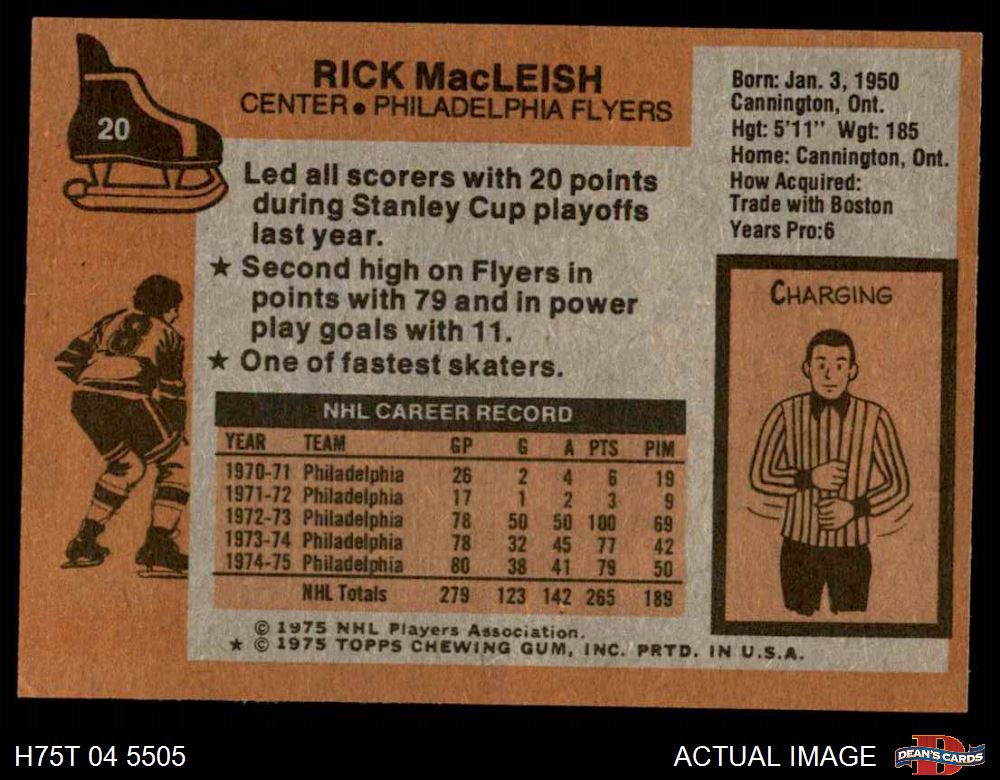 20
RICK MacLEISH
CENTER • PHILADELPHIA FLYERS
Led all scorers with 20 points
during Stanley Cup playoffs
last year.
★ Second high on Flyers in
points with 79 and in power
play goals with 11.
★ One of fastest skaters.
Born: Jan. 3, 1950
Cannington, Ont.
Hgt: 5'11" Wgt: 185
Home: Cannington, Ont.
How Acquired:
Trade with Boston
Years Pro:6
CHARGING
8
NHL CAREER RECORD
YEAR TEAM GP G A PTS PIM
1970-71 Philadelphia 26 2 4 6 19
1971-72 Philadelphia 17 1 2 3 9
1972-73 Philadelphia 78 50 50 100 69
1973-74 Philadelphia 78 32 45 77 42
1974-75 Philadelphia 80 38 41 79 50
NHL Totals 279 123 142 265 189
© 1975 NHL Players Association.
★ © 1975 TOPPS CHEWING GUM, INC. PRTD. IN U.S.A.
H75T 04 5505
ACTUAL IMAGE
D
DEAN'S CARDS